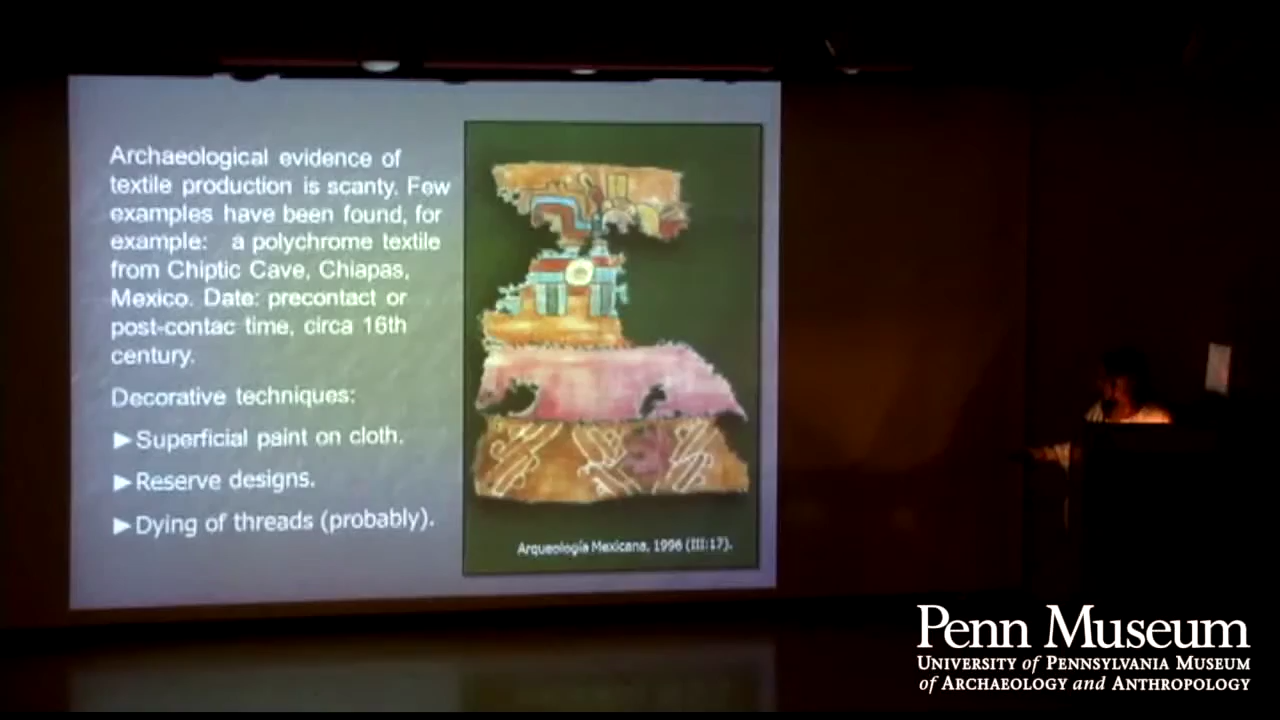 Archaeological evidence of
textile production is scanty. Few
examples have been found, for
example: a polychrome textile
from Chiptic Cave, Chiapas,
Mexico. Date: precontact or
post-contac time, circa 16th
century.
Decorative techniques:
►Superficial paint on cloth.
►Reserve designs.
►Dying of threads (probably).
Arqueología Mexicana, 1996 (III:17).
Penn Museum
UNIVERSITY of PENNSYLVANIA MUSEUM
of ARCHAEOLOGY and ANTHROPOLOGY